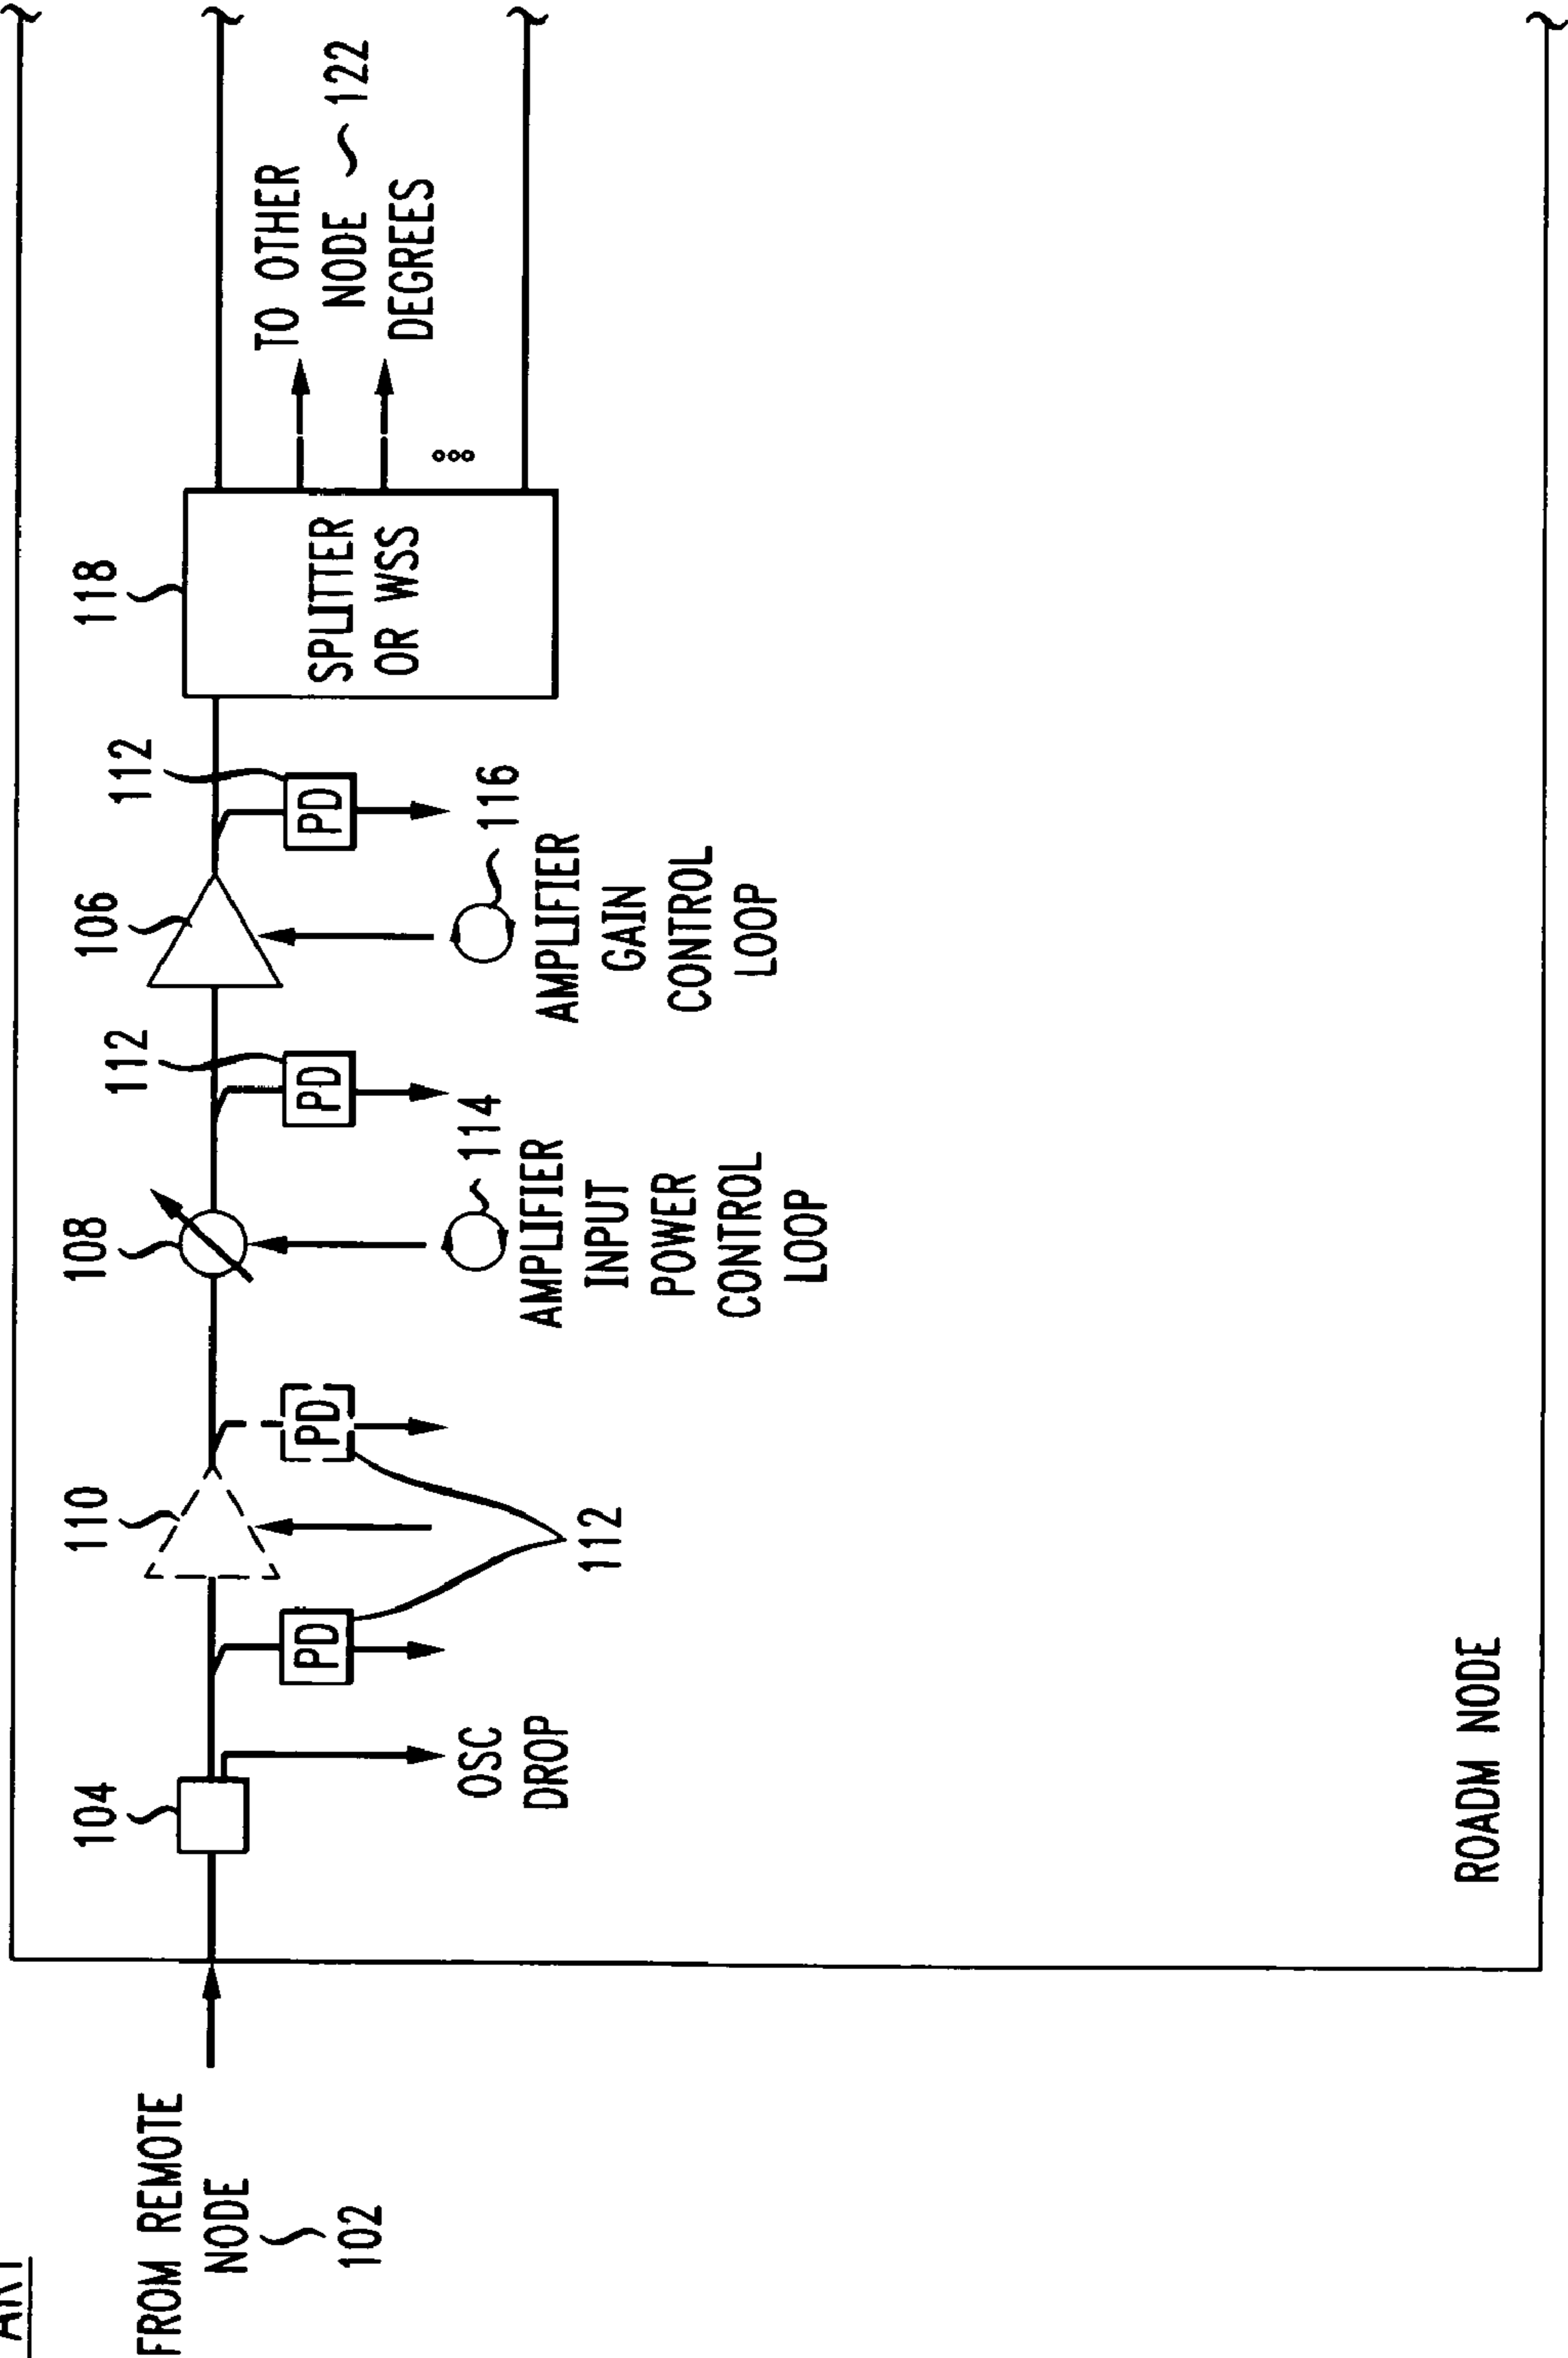 ART
FROM REMOTE
NODE
102
104
OSC
DROP
PD
110
PD
112
108
114
AMPLIFIER
INPUT
POWER
CONTROL
LOOP
112
PD
106
116
AMPLIFIER
GAIN
CONTROL
LOOP
112
PD
118
SPLITTER
OR WSS
TO OTHER
NODE
DEGREES
122
ROADM NODE